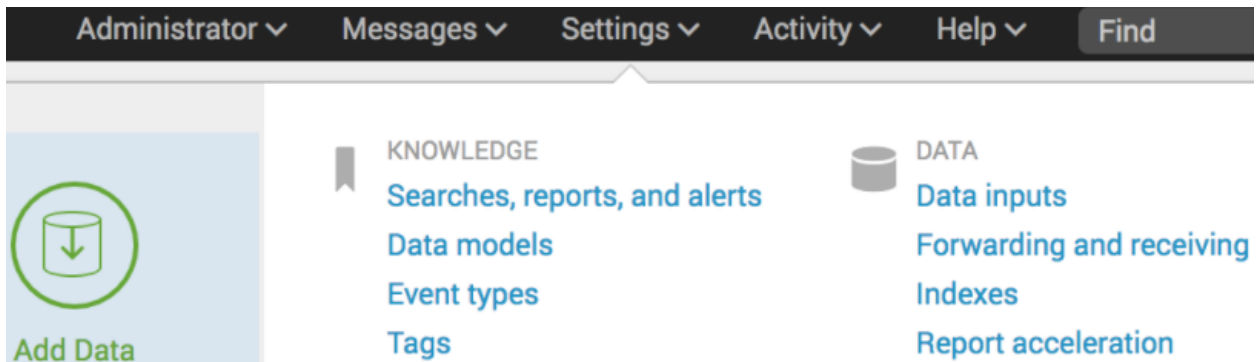 Administrator Messages Settings Activity Help Find
KNOWLEDGE
Searches, reports, and alerts
Data models
Event types
Tags
DATA
Data inputs
Forwarding and receiving
Indexes
Report acceleration
Add Data